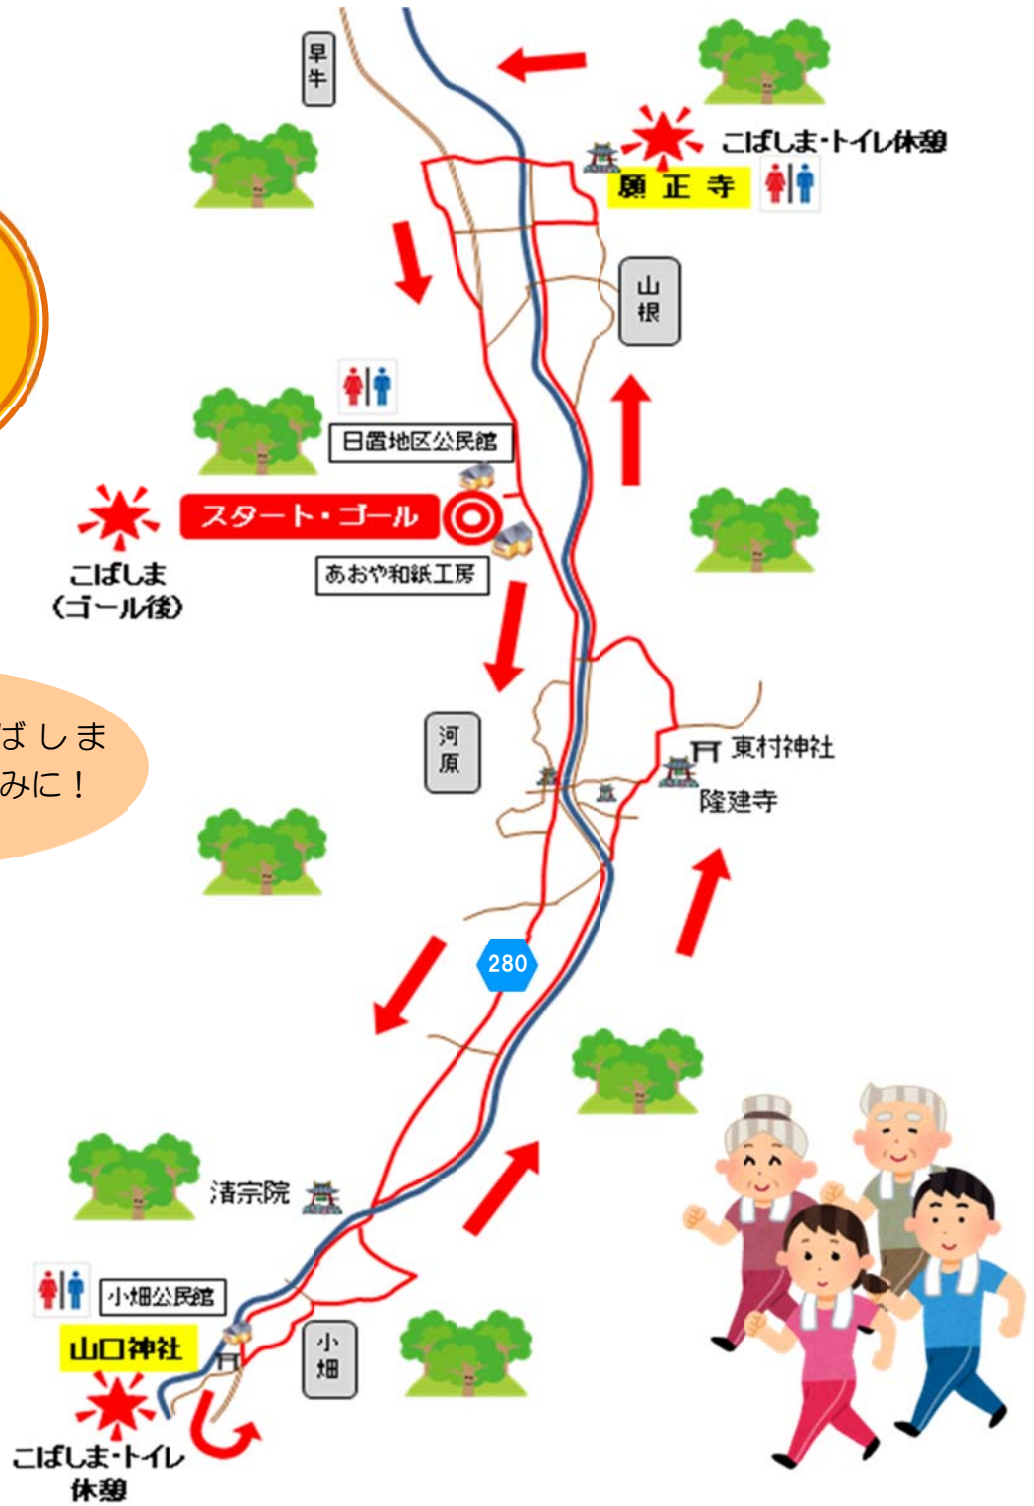 早牛
こばしま・トイレ休憩
願正寺
山根
日置地区公民館
スタート・ゴール
こばしま
（ゴール後）
あおや和紙工房
ばしま
みに！
河原
東村神社
隆建寺
280
清宗院
小畑公民館
山口神社
小畑
こばしま・トイレ
休憩